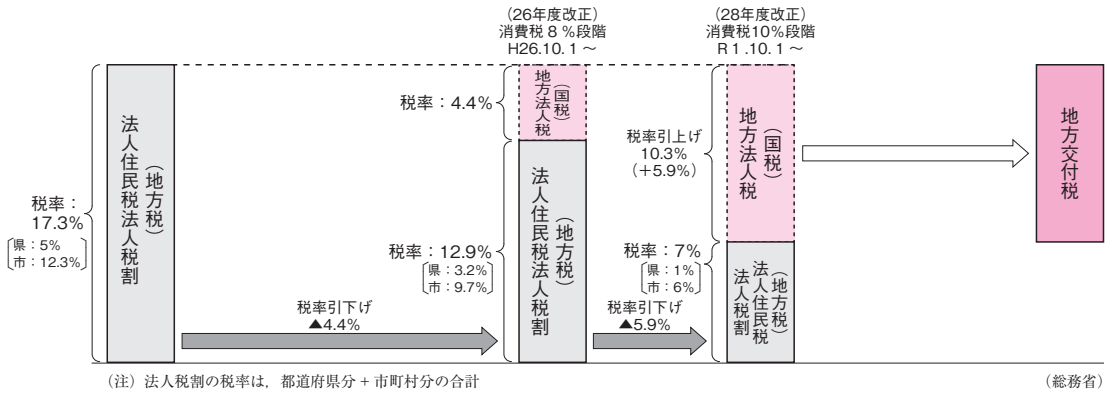 (26年度改正)
消費税8%段階
H26.10.1~
(28年度改正)
消費税10%段階
R1.10.1~
税率:
17.3%
県:5%
市:12.3%
法人住民税法人税割
(地方税)
税率引下げ
▲4.4%
税率:4.4%
地方法人税
(国税)
税率:12.9%
県:3.2%
市:9.7%
法人住民税法人税割
(地方税)
税率引下げ
▲5.9%
税率引上げ
10.3%
(+5.9%)
地方法人税
(国税)
税率:7%
県:1%
市:6%
(地方税)
法人住民税
法人税割
地方交付税
(注)法人税割の税率は,都道府県分+市町村分の合計
(総務省)